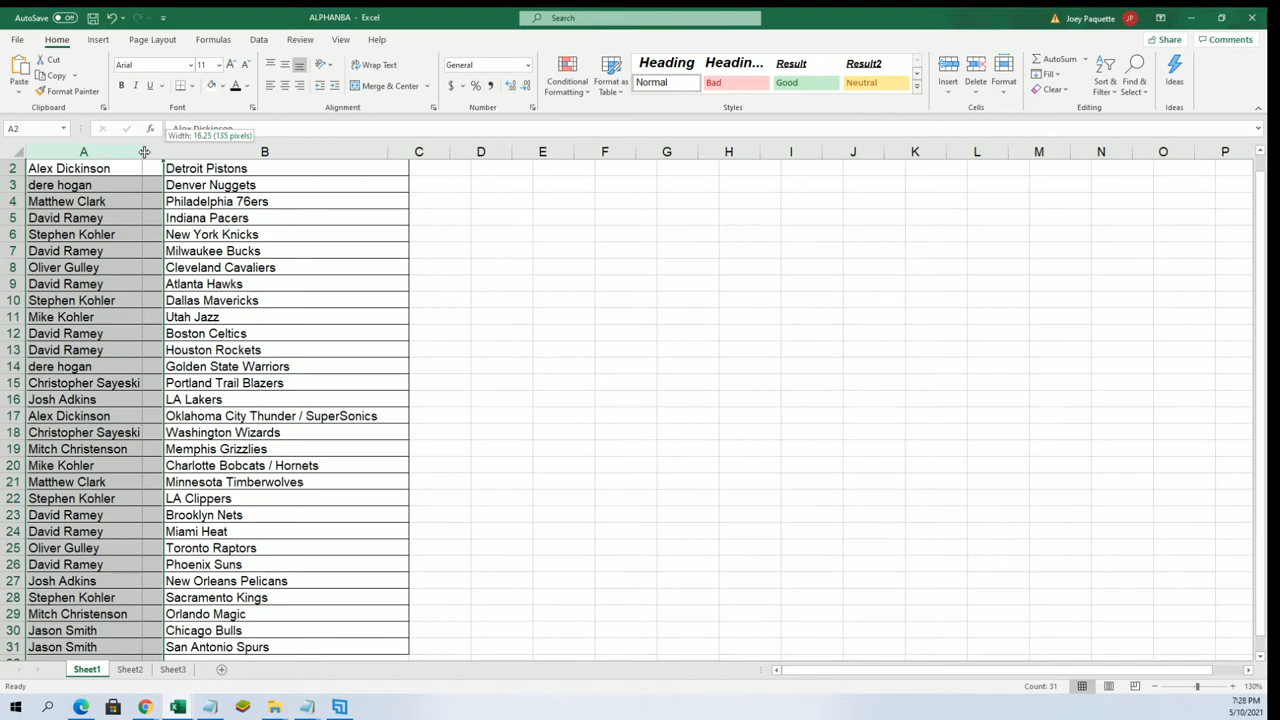 AutoSave Off ALPHANBA - Excel Search Joey Paquette JP
File Home Insert Page Layout Formulas Data Review View Help Share Comments
Paste Cut Copy Format Painter Clipboard
Arial 11 A A B I U A Font
Wrap Text Merge & Center Alignment
General $ % , Number
Conditional Formatting Format as Table
Heading ... Headin... Result Result2
Normal Bad Good Neutral
Styles
Insert Delete Format Cells
AutoSum Fill Clear Sort & Filter Find & Select Editing
Ideas Ideas
A2 fx Alex Dickinson
Width: 16.25 (135 pixels)
A B C D E F G H I J K L M N O P
2 Alex Dickinson Detroit Pistons
3 dere hogan Denver Nuggets
4 Matthew Clark Philadelphia 76ers
5 David Ramey Indiana Pacers
6 Stephen Kohler New York Knicks
7 David Ramey Milwaukee Bucks
8 Oliver Gulley Cleveland Cavaliers
9 David Ramey Atlanta Hawks
10 Stephen Kohler Dallas Mavericks
11 Mike Kohler Utah Jazz
12 David Ramey Boston Celtics
13 David Ramey Houston Rockets
14 dere hogan Golden State Warriors
15 Christopher Sayeski Portland Trail Blazers
16 Josh Adkins LA Lakers
17 Alex Dickinson Oklahoma City Thunder / SuperSonics
18 Christopher Sayeski Washington Wizards
19 Mitch Christenson Memphis Grizzlies
20 Mike Kohler Charlotte Bobcats / Hornets
21 Matthew Clark Minnesota Timberwolves
22 Stephen Kohler LA Clippers
23 David Ramey Brooklyn Nets
24 David Ramey Miami Heat
25 Oliver Gulley Toronto Raptors
26 David Ramey Phoenix Suns
27 Josh Adkins New Orleans Pelicans
28 Stephen Kohler Sacramento Kings
29 Mitch Christenson Orlando Magic
30 Jason Smith Chicago Bulls
31 Jason Smith San Antonio Spurs
Sheet1 Sheet2 Sheet3
Ready Count: 31 130%
7:28 PM
5/10/2021